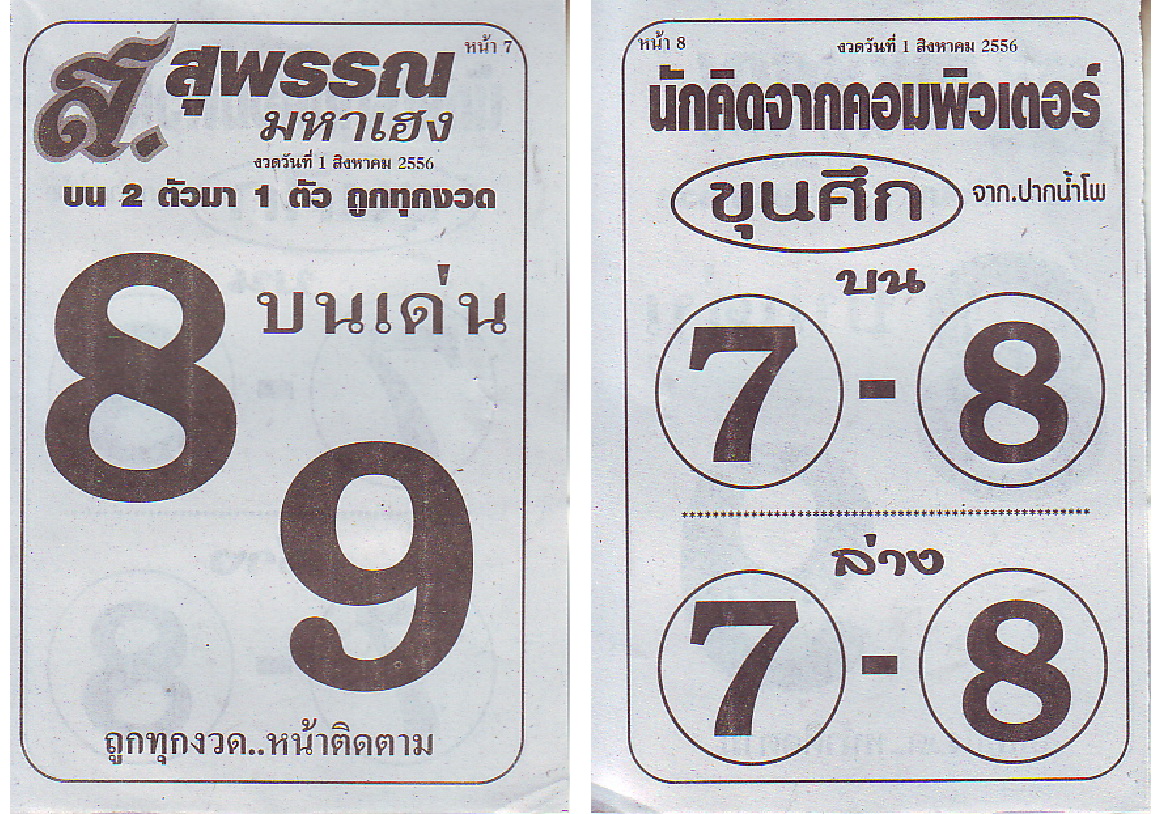 หน้า 7
ส.
สุพรรณ
มหาเฮง
งวดวันที่ 1 สิงหาคม 2556
บน 2 ตัวมา 1 ตัว ถูกทุกงวด
8 บนเด่น
9
ถูกทุกงวด..หน้าติดตาม
หน้า 8
งวดวันที่ 1 สิงหาคม 2556
นักคิดจากคอมพิวเตอร์
ขุนศึก จาก.ปากน้ำโพ
บน
7 - 8
ล่าง
7 - 8